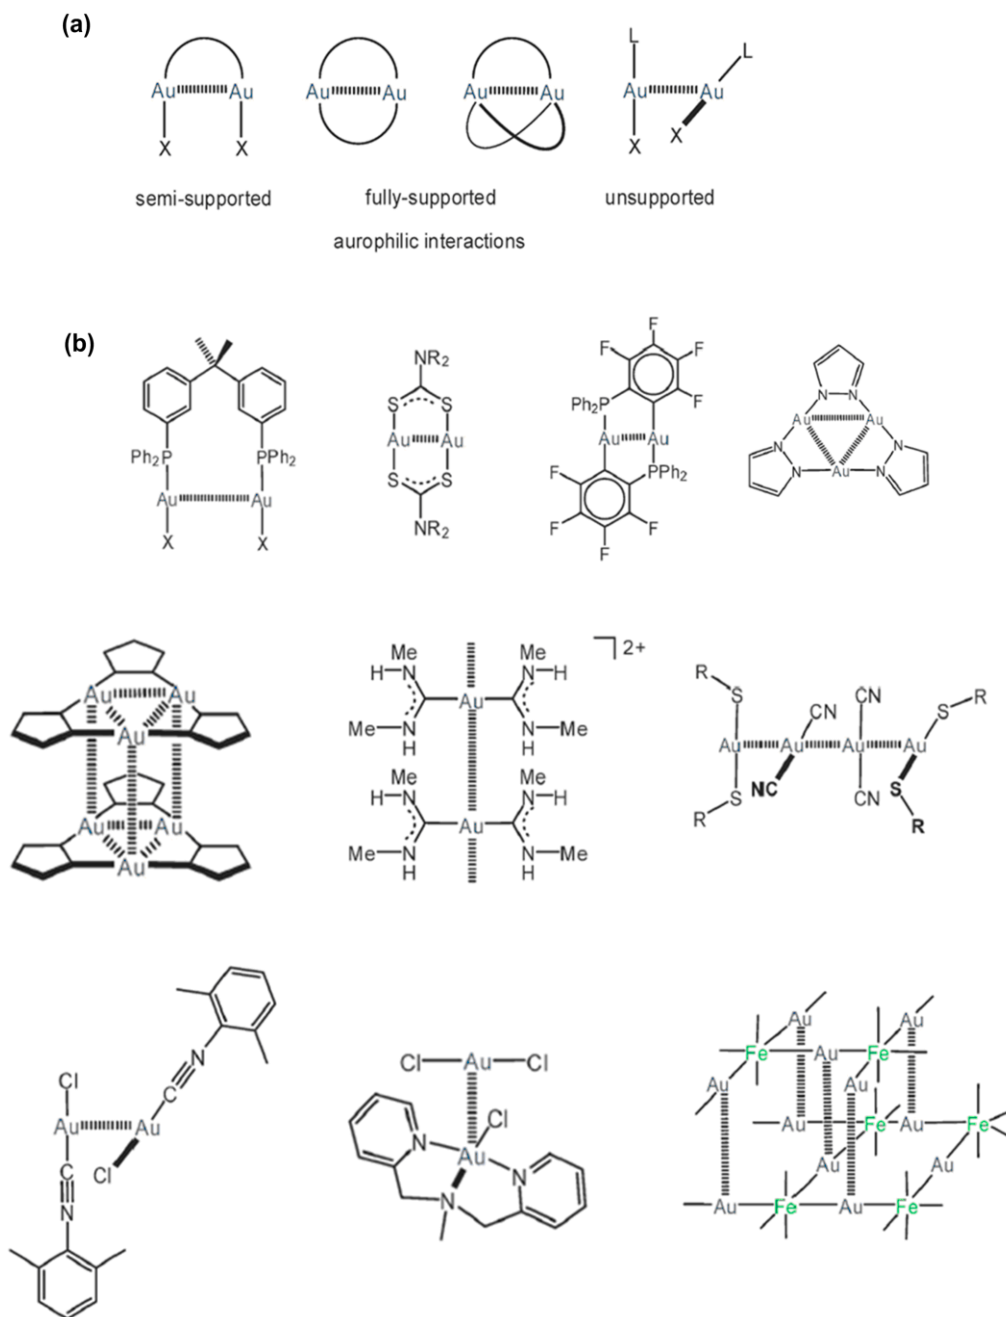 (a)
L
L
Au Au Au Au Au Au Au Au
X X X X
semi-supported fully-supported unsupported
aurophilic interactions
(b)
F
NR2 F F
S S Ph2P F N N
Au Au Au Au Au Au
Ph2P PPh2 S S F PPh2 N N N N
Au Au Au
X X NR2 F F
F
2+
Me Me
H N N H R S CN CN S R
Au Au Au
Au Me N N Me Au Au Au Au
H H NC S
Me Me R S CN R
Au Au H N N H
Au Au
Me N N Me
H H
N
Cl C Cl Au Cl Au Au
Fe Au Fe
Au Au Cl Au Au
Cl N Au N Au Fe Au Fe
C N Au Au
N Au Fe Au Fe